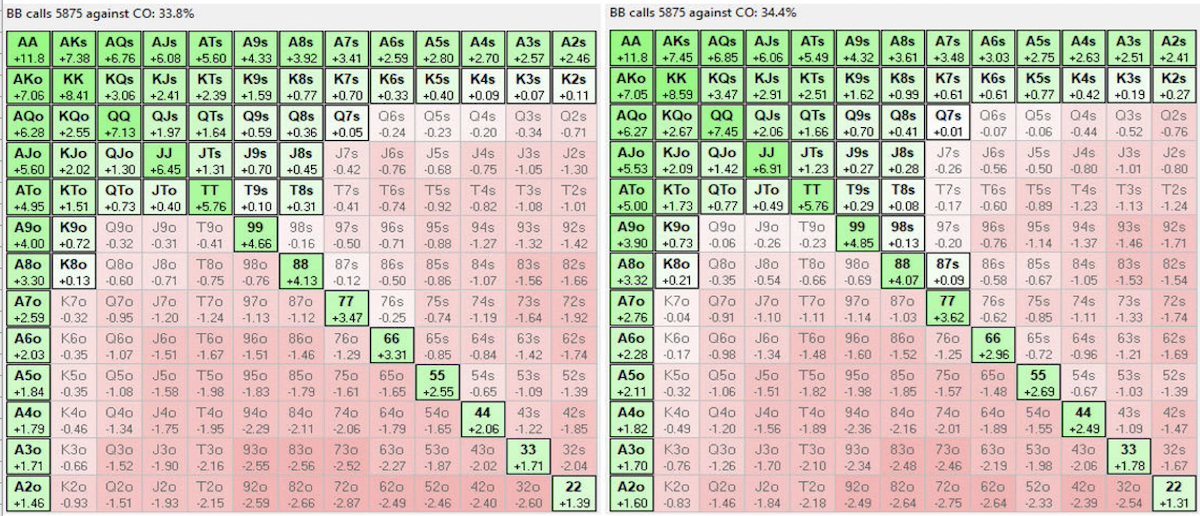 BB calls 5875 against CO: 33.8%
AA AKs AQs AJs ATs A9s A8s A7s A6s A5s A4s A3s A2s
+11.8 +7.38 +6.76 +6.08 +5.60 +4.33 +3.92 +3.41 +2.59 +2.80 +2.70 +2.57 +2.46
AKo KK KQs KJs KTs K9s K8s K7s K6s K5s K4s K3s K2s
+7.06 +8.41 +3.06 +2.41 +2.39 +1.59 +0.77 +0.70 +0.33 +0.40 +0.09 +0.07 +0.11
AQo KQo QQ QJs QTs Q9s Q8s Q7s Q6s Q5s Q4s Q3s Q2s
+6.28 +2.55 +7.13 +1.97 +1.64 +0.59 +0.36 +0.05 -0.24 -0.23 -0.20 -0.34 -0.71
AJo KJo QJo JJ JTs J9s J8s J7s J6s J5s J4s J3s J2s
+5.60 +2.02 +1.30 +6.45 +1.31 +0.70 +0.45 -0.42 -0.76 -0.68 -0.75 -1.05 -1.30
ATo KTo QTo JTo TT T9s T8s T7s T6s T5s T4s T3s T2s
+4.95 +1.51 +0.73 +0.40 +5.76 +0.10 +0.31 -0.41 -0.74 -0.92 -0.82 -1.08 -1.01
A9o K9o Q9o J9o T9o 99 98s 97s 96s 95s 94s 93s 92s
+4.00 +0.72 -0.32 -0.31 -0.41 +4.66 -0.16 -0.50 -0.71 -0.88 -1.27 -1.32 -1.42
A8o K8o Q8o J8o T8o 98o 88 87s 86s 85s 84s 83s 82s
+3.30 +0.13 -0.60 -0.71 -0.75 -0.76 +4.13 -0.12 -0.50 -0.86 -1.07 -1.56 -1.66
A7o K7o Q7o J7o T7o 97o 87o 77 76s 75s 74s 73s 72s
+2.59 -0.32 -0.95 -1.20 -1.24 -1.13 -1.12 +3.47 -0.25 -0.74 -1.19 -1.64 -1.92
A6o K6o Q6o J6o T6o 96o 86o 76o 66 65s 64s 63s 62s
+2.03 -0.35 -1.07 -1.51 -1.67 -1.51 -1.46 -1.29 +3.31 -0.85 -0.84 -1.42 -1.74
A5o K5o Q5o J5o T5o 95o 85o 75o 65o 55 54s 53s 52s
+1.84 -0.35 -1.08 -1.58 -1.98 -1.83 -1.79 -1.61 -1.65 +2.55 -0.65 -1.09 -1.39
A4o K4o Q4o J4o T4o 94o 84o 74o 64o 54o 44 43s 42s
+1.79 -0.46 -1.34 -1.75 -1.95 -2.29 -2.11 -2.06 -1.79 -1.65 +2.06 -1.22 -1.85
A3o K3o Q3o J3o T3o 93o 83o 73o 63o 53o 43o 33 32s
+1.71 -0.66 -1.52 -1.90 -2.16 -2.55 -2.56 -2.52 -2.27 -1.87 -2.02 +1.71 -2.04
A2o K2o Q2o J2o T2o 92o 82o 72o 62o 52o 42o 32o 22
+1.46 -0.93 -1.51 -1.93 -2.15 -2.59 -2.66 -2.87 -2.49 -2.46 -2.40 -2.60 +1.39
BB calls 5875 against CO: 34.4%
AA AKs AQs AJs ATs A9s A8s A7s A6s A5s A4s A3s A2s
+11.8 +7.45 +6.85 +6.06 +5.49 +4.32 +3.61 +3.48 +3.03 +2.75 +2.63 +2.51 +2.41
AKo KK KQs KJs KTs K9s K8s K7s K6s K5s K4s K3s K2s
+7.05 +8.59 +3.47 +2.91 +2.51 +1.62 +0.99 +0.61 +0.61 +0.77 +0.42 +0.19 +0.27
AQo KQo QQ QJs QTs Q9s Q8s Q7s Q6s Q5s Q4s Q3s Q2s
+6.27 +2.67 +7.45 +2.06 +1.66 +0.70 +0.41 +0.01 -0.07 -0.06 -0.44 -0.52 -0.76
AJo KJo QJo JJ JTs J9s J8s J7s J6s J5s J4s J3s J2s
+5.53 +2.09 +1.42 +6.91 +1.23 +0.27 +0.28 -0.26 -0.56 -0.50 -0.80 -1.01 -0.80
ATo KTo QTo JTo TT T9s T8s T7s T6s T5s T4s T3s T2s
+5.00 +1.73 +0.77 +0.49 +5.76 +0.29 +0.08 -0.17 -0.60 -0.89 -1.23 -1.13 -1.24
A9o K9o Q9o J9o T9o 99 98s 97s 96s 95s 94s 93s 92s
+3.90 +0.73 -0.06 -0.26 -0.23 +4.85 +0.13 -0.20 -0.76 -1.14 -1.37 -1.46 -1.71
A8o K8o Q8o J8o T8o 98o 88 87s 86s 85s 84s 83s 82s
+3.32 +0.21 -0.35 -0.54 -0.66 -0.69 +4.07 +0.09 -0.58 -0.67 -1.05 -1.53 -1.54
A7o K7o Q7o J7o T7o 97o 87o 77 76s 75s 74s 73s 72s
+2.76 -0.04 -0.91 -1.10 -1.11 -1.14 -1.03 +3.62 -0.62 -0.85 -1.11 -1.33 -1.74
A6o K6o Q6o J6o T6o 96o 86o 76o 66 65s 64s 63s 62s
+2.28 -0.17 -0.98 -1.34 -1.48 -1.60 -1.52 -1.25 +2.96 -0.72 -0.96 -1.21 -1.69
A5o K5o Q5o J5o T5o 95o 85o 75o 65o 55 54s 53s 52s
+2.11 -0.32 -1.06 -1.51 -1.82 -1.98 -1.85 -1.57 -1.48 +2.69 -0.67 -1.03 -1.39
A4o K4o Q4o J4o T4o 94o 84o 74o 64o 54o 44 43s 42s
+1.82 -0.49 -1.20 -1.56 -1.89 -2.36 -2.16 -2.01 -1.89 -1.55 +2.49 -1.09 -1.47
A3o K3o Q3o J3o T3o 93o 83o 73o 63o 53o 43o 33 32s
+1.70 -0.76 -1.26 -1.70 -2.10 -2.34 -2.48 -2.46 -2.19 -1.98 -2.06 +1.78 -1.67
A2o K2o Q2o J2o T2o 92o 82o 72o 62o 52o 42o 32o 22
+1.60 -0.83 -1.46 -1.84 -2.18 -2.49 -2.64 -2.75 -2.64 -2.33 -2.39 -2.54 +1.31